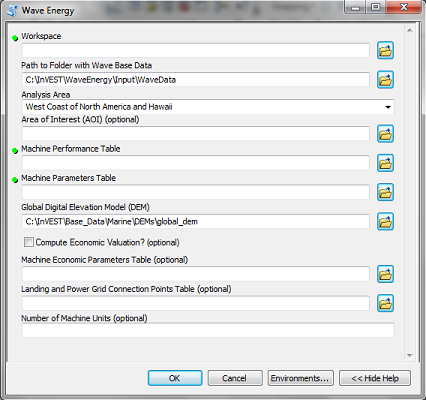 Wave Energy
Workspace
Path to Folder with Wave Base Data
C:\InVEST\WaveEnergy\Input\WaveData
Analysis Area
West Coast of North America and Hawaii
Area of Interest (AOI) (optional)
Machine Performance Table
Machine Parameters Table
Global Digital Elevation Model (DEM)
C:\InVEST\Base_Data\Marine\DEMs\global_dem
Compute Economic Valuation? (optional)
Machine Economic Parameters Table (optional)
Landing and Power Grid Connection Points Table (optional)
Number of Machine Units (optional)
OK Cancel Environments... << Hide Help